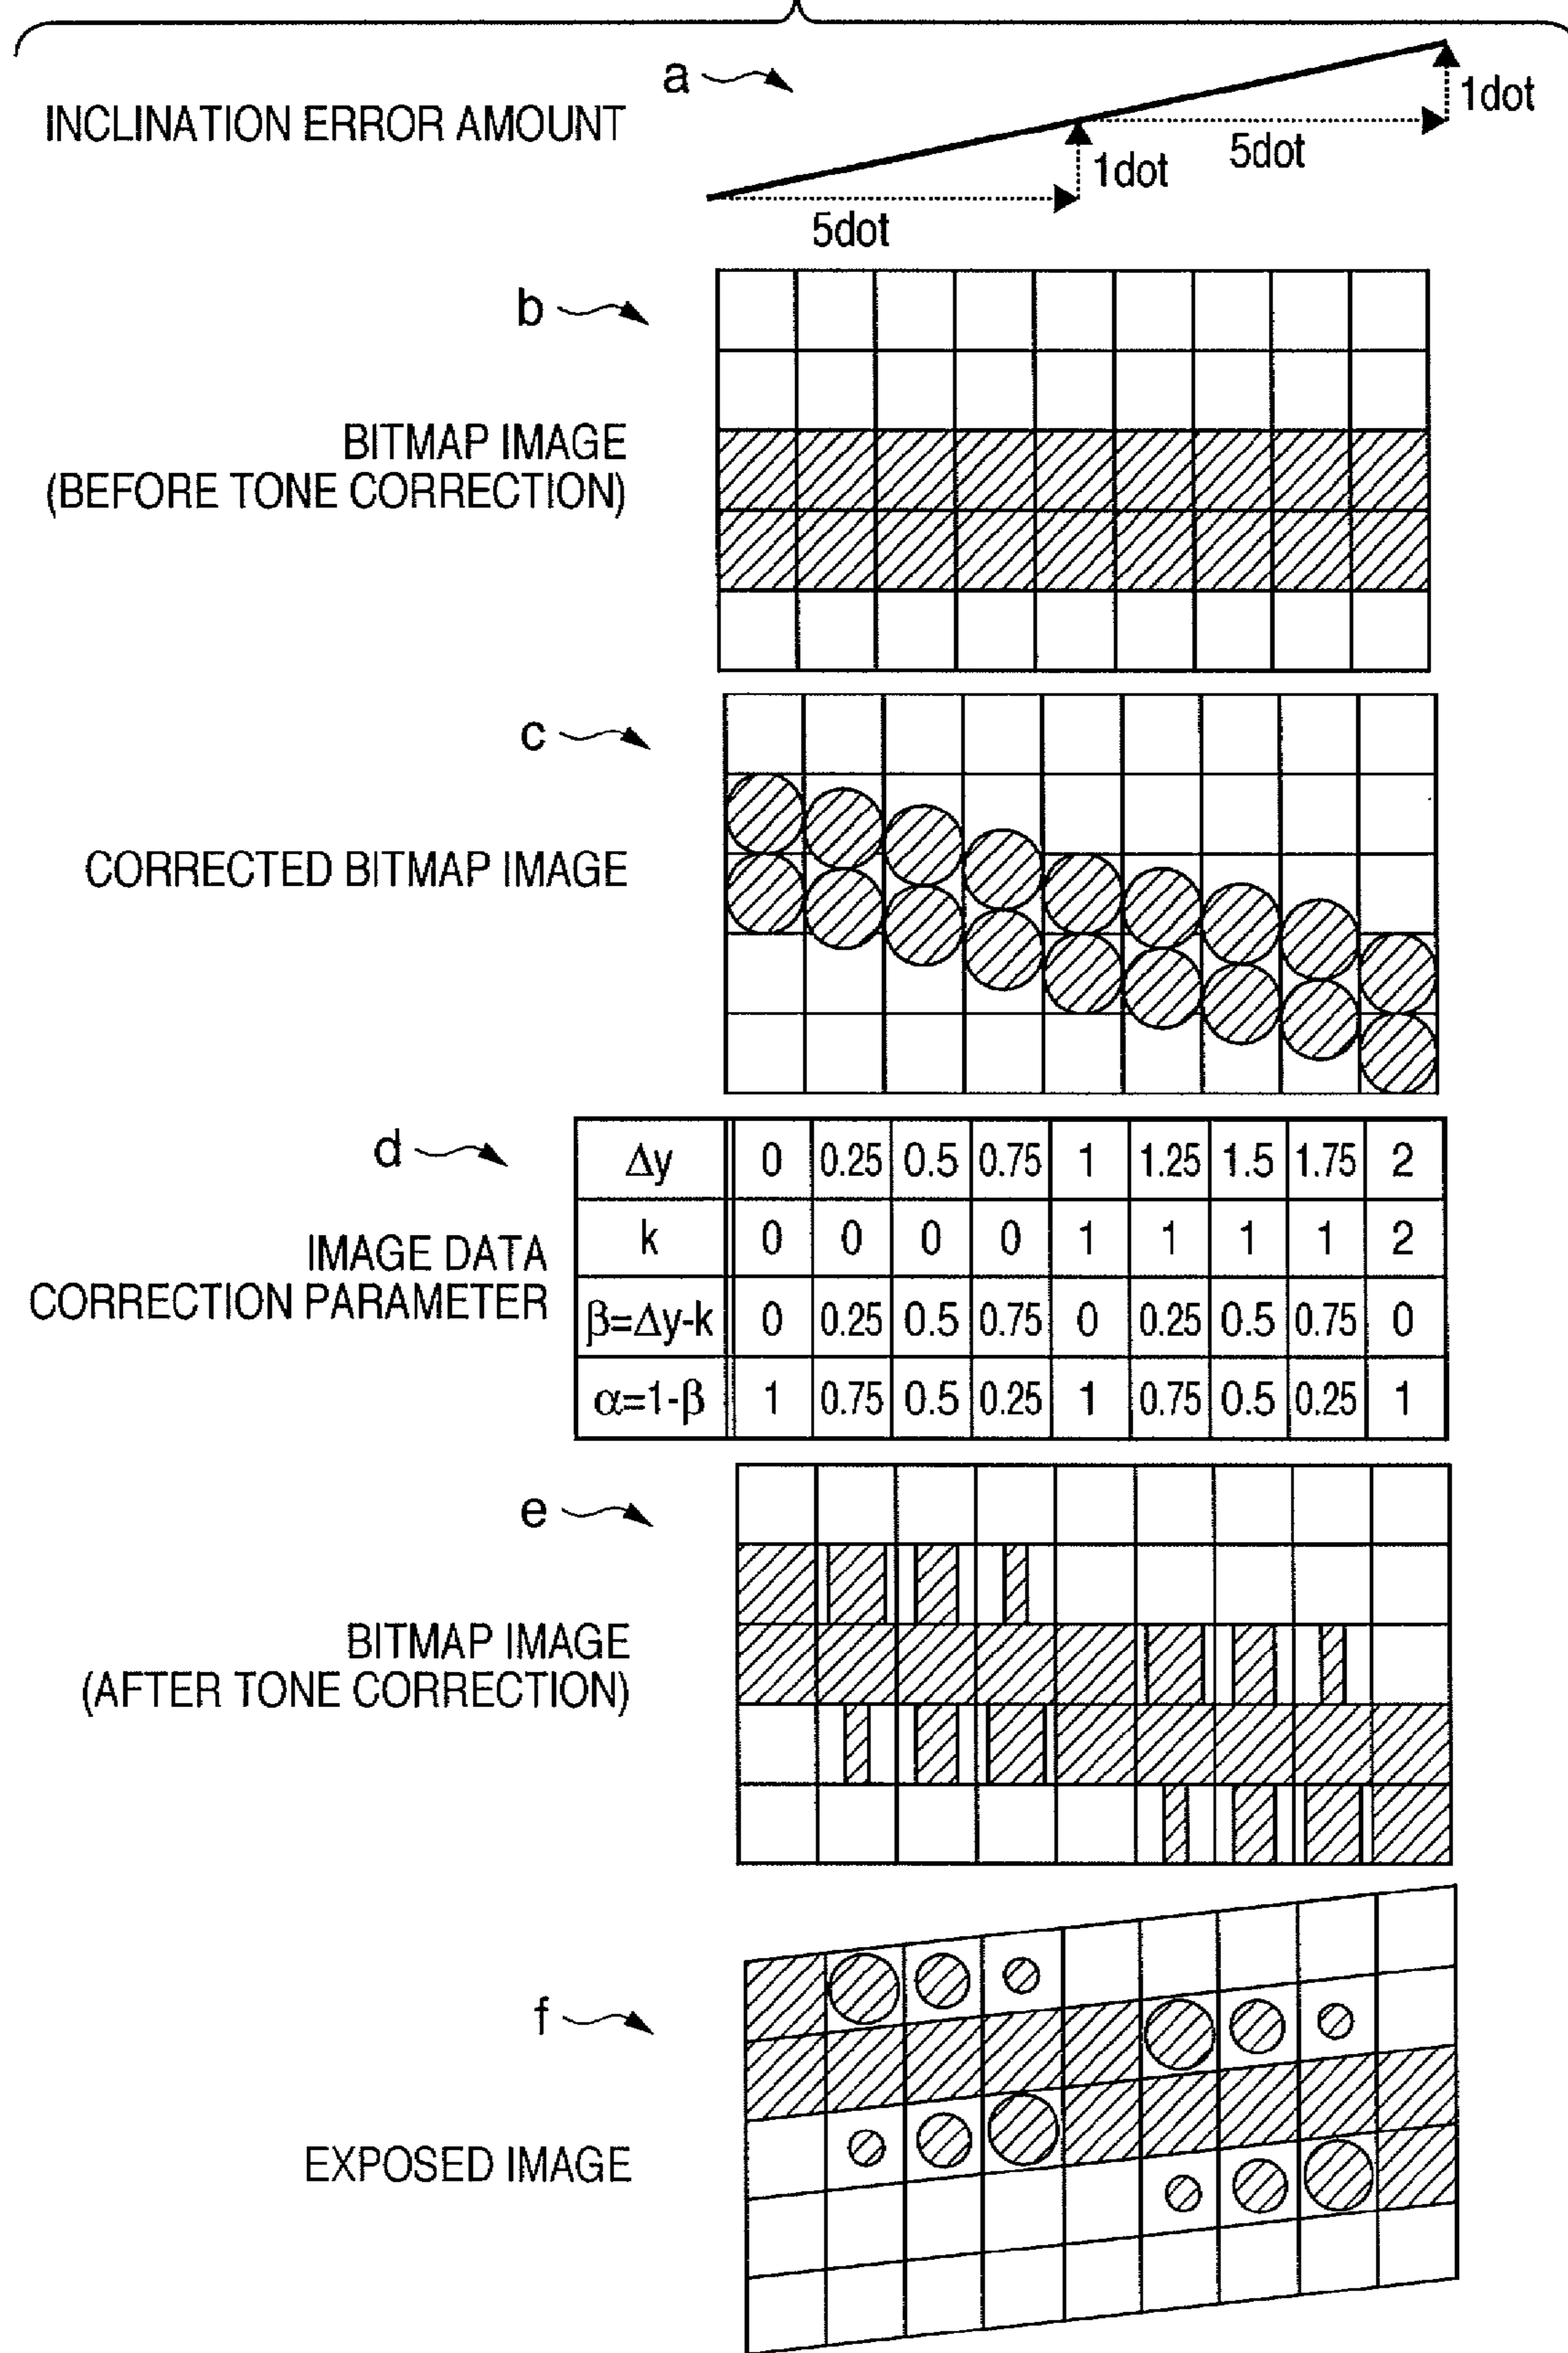 a
1dot
INCLINATION ERROR AMOUNT
1dot
5dot
5dot
b
BITMAP IMAGE
(BEFORE TONE CORRECTION)
c
CORRECTED BITMAP IMAGE
d
IMAGE DATA
CORRECTION PARAMETER
Δy 0 0.25 0.5 0.75 1 1.25 1.5 1.75 2
k 0 0 0 0 1 1 1 1 2
β=Δy-k 0 0.25 0.5 0.75 0 0.25 0.5 0.75 0
α=1-β 1 0.75 0.5 0.25 1 0.75 0.5 0.25 1
e
BITMAP IMAGE
(AFTER TONE CORRECTION)
f
EXPOSED IMAGE